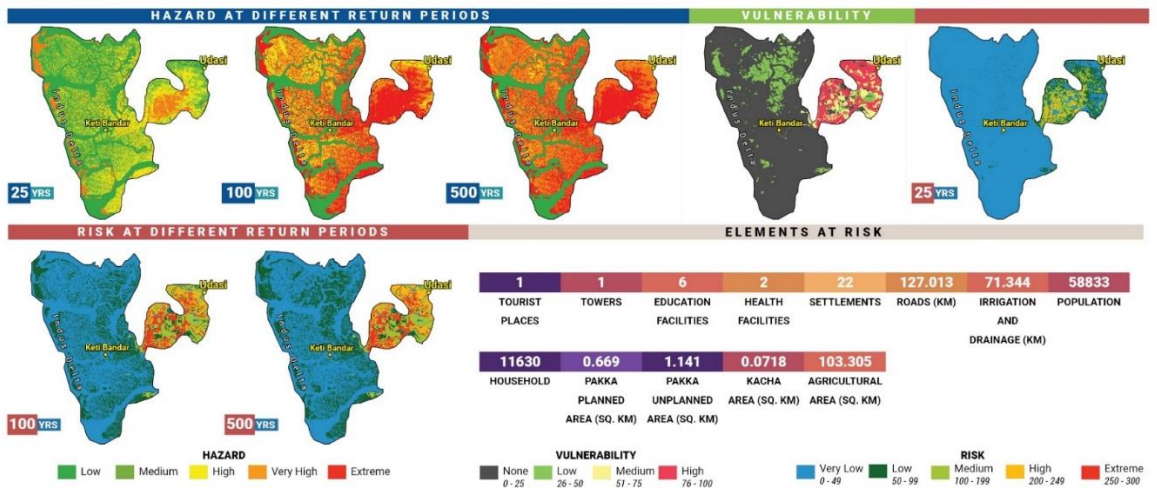 HAZARD AT DIFFERENT RETURN PERIODS
VULNERABILITY
Udasi
Keti Bandar
Indus Delta
25 YRS
Udasi
Keti Bandar
Indus Delta
100 YRS
Udasi
Keti Bandar
Indus Delta
500 YRS
Udasi
Keti Bandar
Indus Delta
Udasi
Keti Bandar
Indus Delta
25 YRS
RISK AT DIFFERENT RETURN PERIODS
ELEMENTS AT RISK
Udasi
Keti Bandar
Indus Delta
100 YRS
Udasi
Keti Bandar
Indus Delta
500 YRS
1 1 6 2 22 127.013 71.344 58833
TOURIST TOWERS EDUCATION HEALTH SETTLEMENTS ROADS (KM) IRRIGATION POPULATION
PLACES FACILITIES FACILITIES AND
DRAINAGE (KM)
11630 0.669 1.141 0.0718 103.305
HOUSEHOLD PAKKA PAKKA KACHA AGRICULTURAL
PLANNED UNPLANNED AREA (SQ. KM) AREA (SQ. KM)
AREA (SQ. KM) AREA (SQ. KM)
HAZARD
Low Medium High Very High Extreme
VULNERABILITY
None Low Medium High
0 - 25 26 - 50 51 - 75 76 - 100
RISK
Very Low Low Medium High Extreme
0 - 49 50 - 99 100 - 199 200 - 249 250 - 300